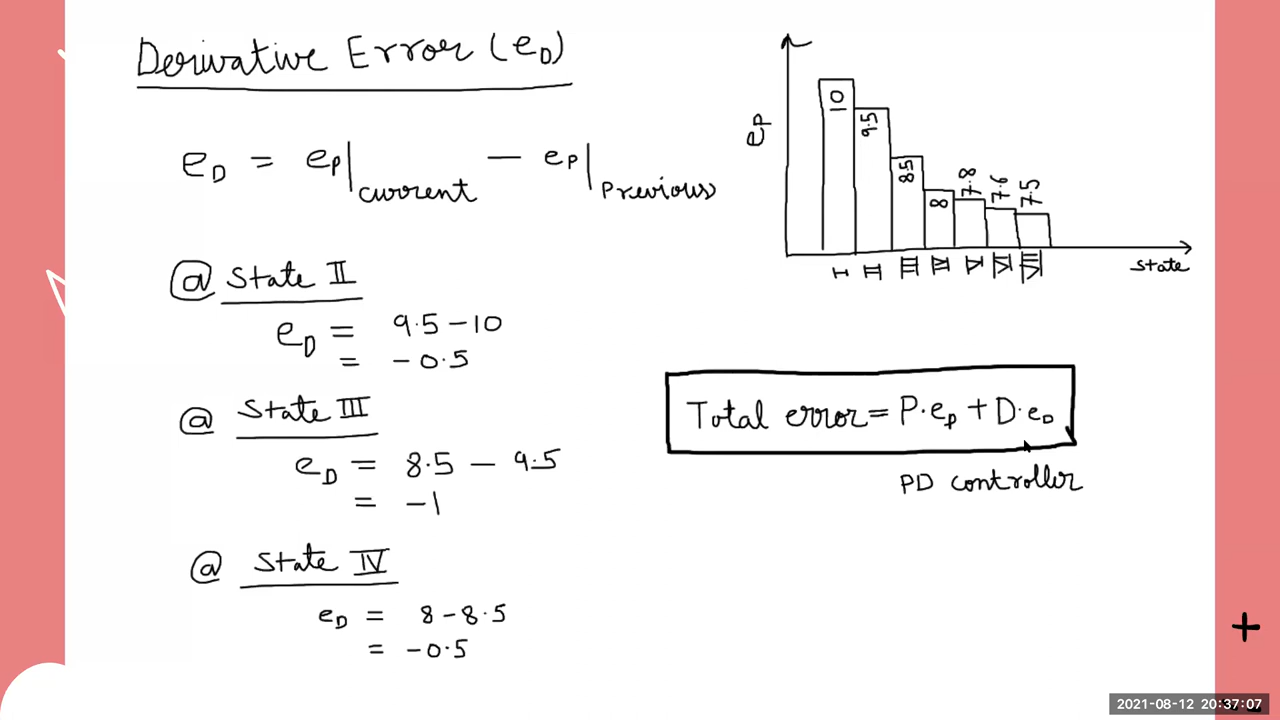 Derivative Error (eD)
eD = ep|current - ep|Previous
@ State II
eD = 9.5 - 10
= -0.5
@ State III
eD = 8.5 - 9.5
= -1
@ State IV
eD = 8 - 8.5
= -0.5
ep
10
9.5
8.5
8
7.8
7.6
7.5
I II III IV V VI VII
State
Total error = P.ep + D.eD
PD controller
2021-08-12 20:37:07